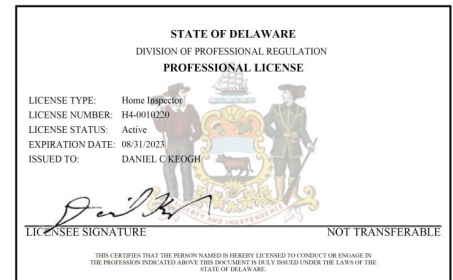 STATE OF DELAWARE
DIVISION OF PROFESSIONAL REGULATION
PROFESSIONAL LICENSE
LICENSE TYPE: Home Inspector
LICENSE NUMBER: H4-0010220
LICENSE STATUS: Active
EXPIRATION DATE: 08/31/2023
ISSUED TO: DANIEL C KEOGH
LIBERTY AND INDEPENDENCE
LICENSEE SIGNATURE NOT TRANSFERABLE
THIS CERTIFIES THAT THE PERSON NAMED IS HEREBY LICENSED TO CONDUCT OR ENGAGE IN
THE PROFESSION INDICATED ABOVE THIS DOCUMENT IS DULY ISSUED UNDER THE LAWS OF THE
STATE OF DELAWARE.